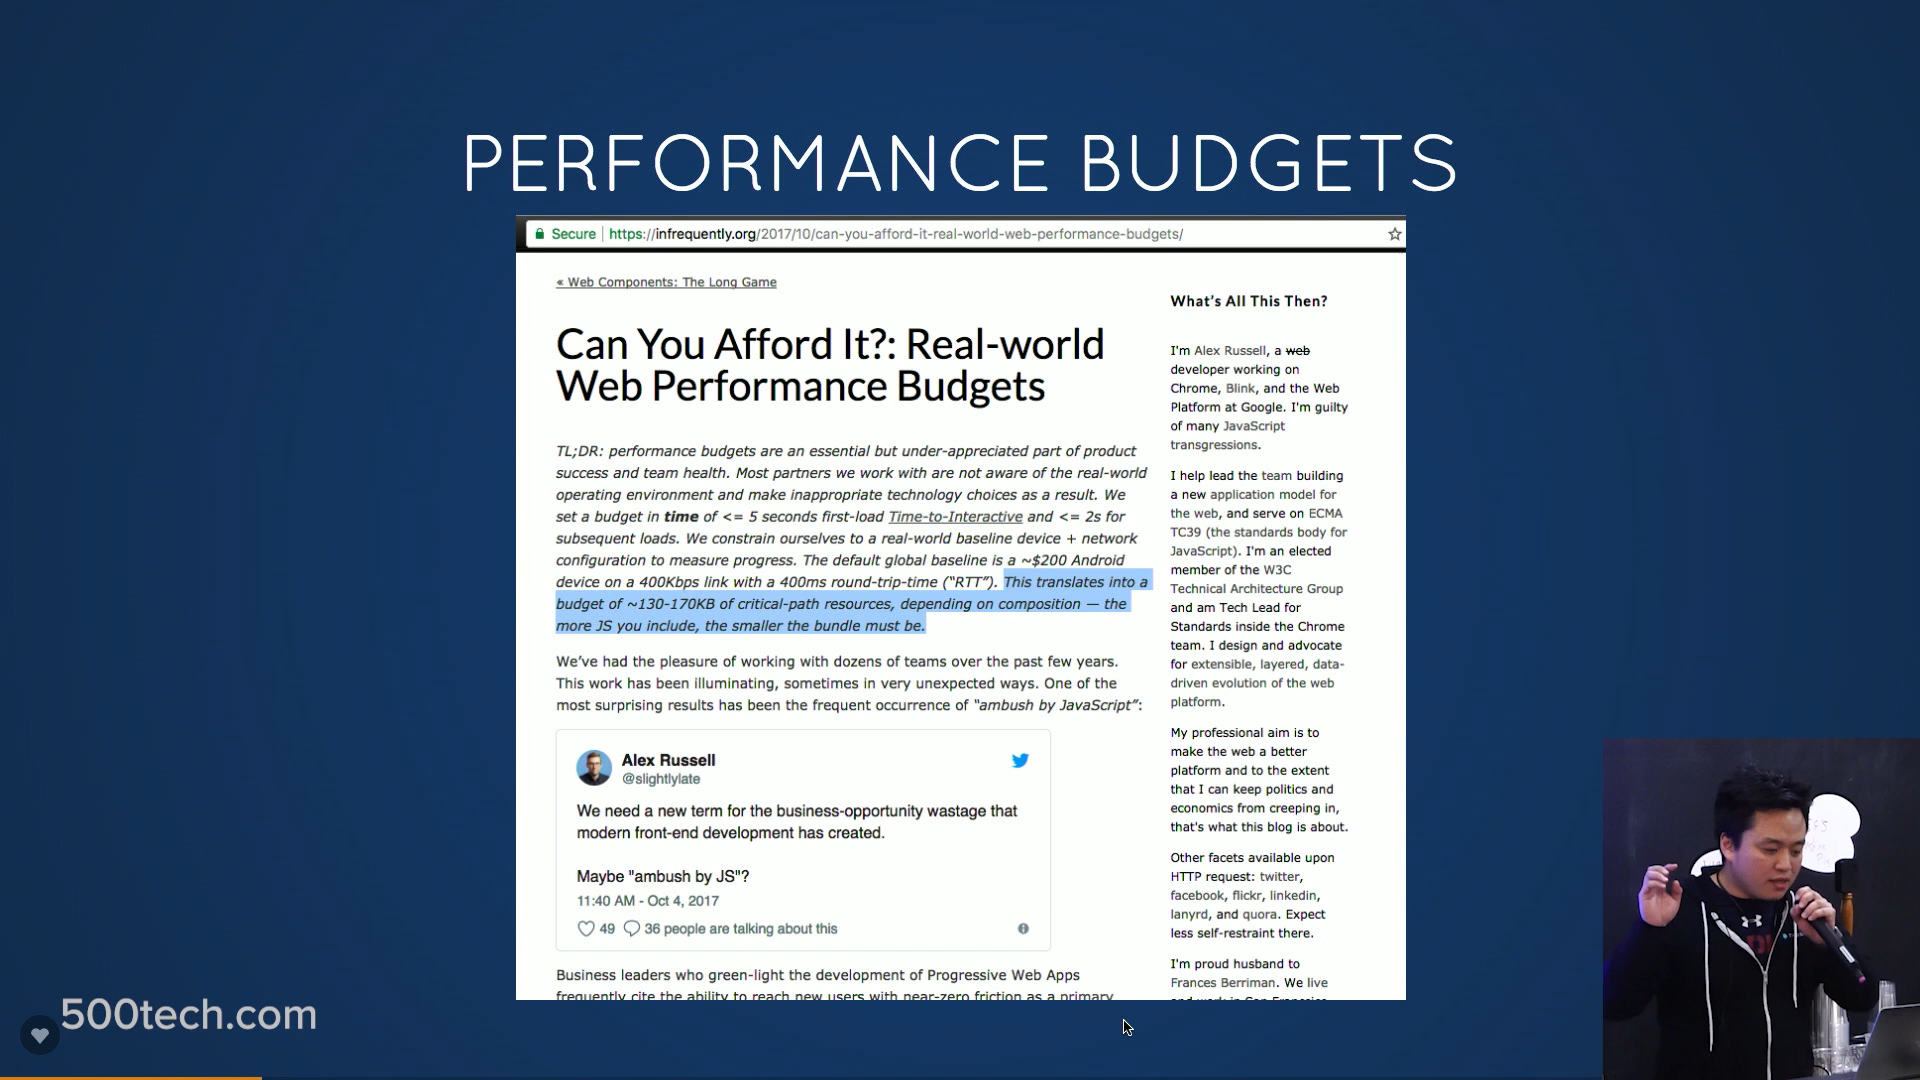 PERFORMANCE BUDGETS
Secure | https://infrequently.org/2017/10/can-you-afford-it-real-world-web-performance-budgets/
« Web Components: The Long Game
Can You Afford It?: Real-world
Web Performance Budgets
TL;DR: performance budgets are an essential but under-appreciated part of product
success and team health. Most partners we work with are not aware of the real-world
operating environment and make inappropriate technology choices as a result. We
set a budget in time of <= 5 seconds first-load Time-to-Interactive and <= 2s for
subsequent loads. We constrain ourselves to a real-world baseline device + network
configuration to measure progress. The default global baseline is a ~$200 Android
device on a 400Kbps link with a 400ms round-trip-time (“RTT”). This translates into a
budget of ~130-170KB of critical-path resources, depending on composition — the
more JS you include, the smaller the bundle must be.
We’ve had the pleasure of working with dozens of teams over the past few years.
This work has been illuminating, sometimes in very unexpected ways. One of the
most surprising results has been the frequent occurrence of “ambush by JavaScript”:
Alex Russell
@slightlylate
We need a new term for the business-opportunity wastage that
modern front-end development has created.
Maybe "ambush by JS"?
11:40 AM - Oct 4, 2017
49 36 people are talking about this
Business leaders who green-light the development of Progressive Web Apps
frequently cite the ability to reach new users with near-zero friction as a primary
What’s All This Then?
I'm Alex Russell, a web
developer working on
Chrome, Blink, and the Web
Platform at Google. I'm guilty
of many JavaScript
transgressions.
I help lead the team building
a new application model for
the web, and serve on ECMA
TC39 (the standards body for
JavaScript). I'm an elected
member of the W3C
Technical Architecture Group
and am Tech Lead for
Standards inside the Chrome
team. I design and advocate
for extensible, layered, data-
driven evolution of the web
platform.
My professional aim is to
make the web a better
platform and to the extent
that I can keep politics and
economics from creeping in,
that's what this blog is about.
Other facets available upon
HTTP request: twitter,
facebook, flickr, linkedin,
lanyrd, and quora. Expect
less self-restraint there.
I'm proud husband to
Frances Berriman. We live
500tech.com